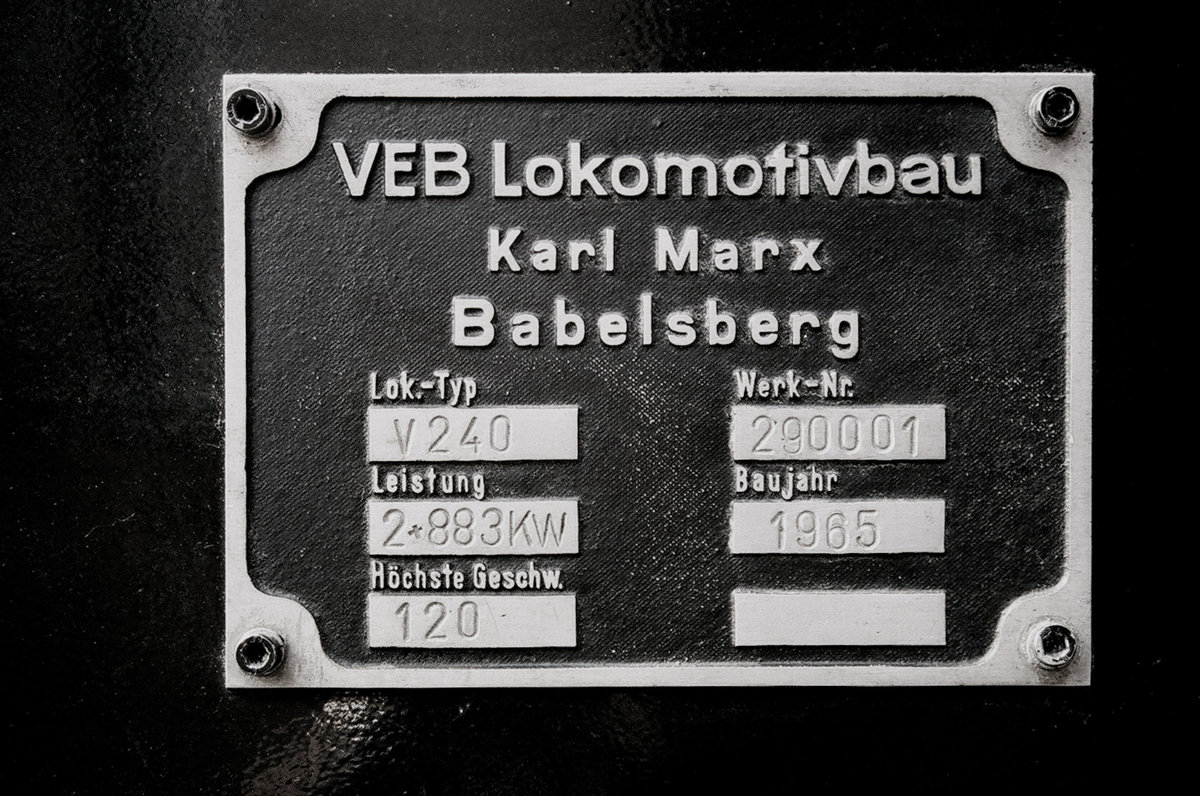 VEB Lokomotivbau
Karl Marx
Babelsberg
Lok.-Typ
V240
Werk-Nr.
290001
Leistung
2*883KW
Baujahr
1965
Höchste Geschw.
120